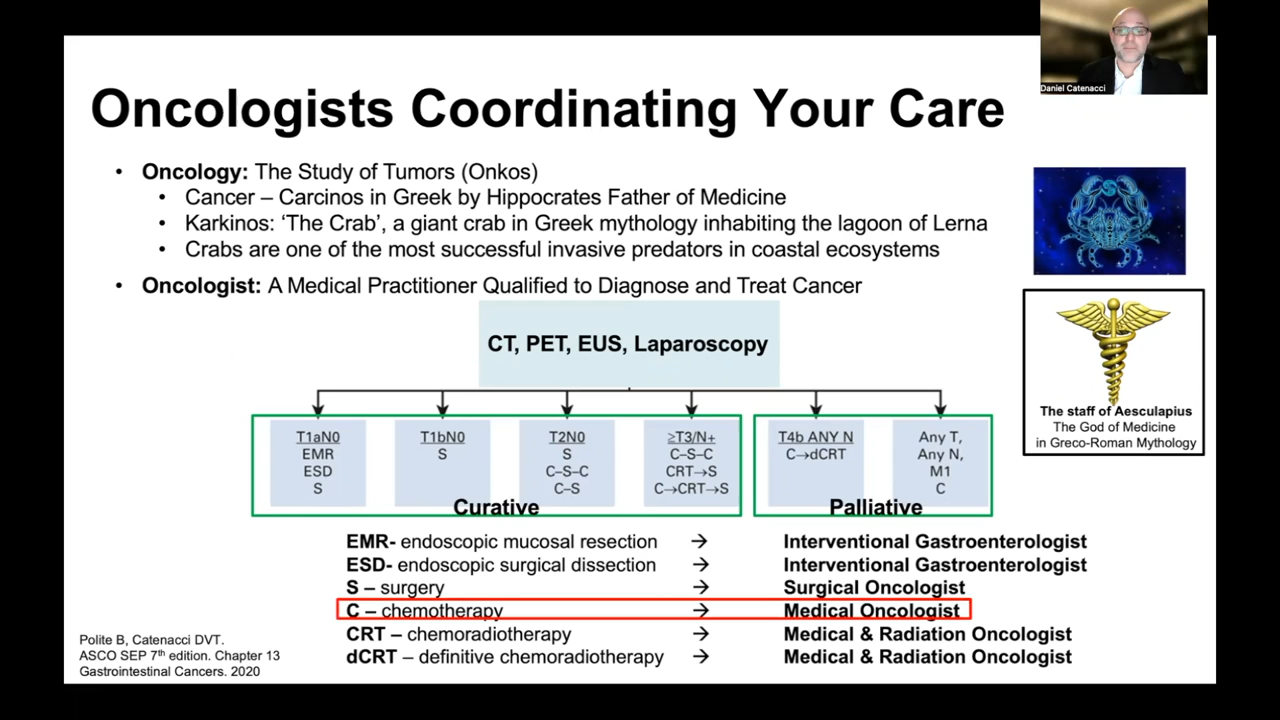 Daniel Catenacci
Oncologists Coordinating Your Care
• Oncology: The Study of Tumors (Onkos)
• Cancer – Carcinos in Greek by Hippocrates Father of Medicine
• Karkinos: ‘The Crab’, a giant crab in Greek mythology inhabiting the lagoon of Lerna
• Crabs are one of the most successful invasive predators in coastal ecosystems
• Oncologist: A Medical Practitioner Qualified to Diagnose and Treat Cancer
CT, PET, EUS, Laparoscopy
T1aN0
EMR
ESD
S
T1bN0
S
T2N0
S
C–S–C
C–S
≥T3/N+
C–S–C
CRT→S
C→CRT→S
Curative
T4b ANY N
C→dCRT
Any T,
Any N,
M1
C
Palliative
The staff of Aesculapius
The God of Medicine
in Greco-Roman Mythology
EMR- endoscopic mucosal resection → Interventional Gastroenterologist
ESD- endoscopic surgical dissection → Interventional Gastroenterologist
S – surgery → Surgical Oncologist
C – chemotherapy → Medical Oncologist
CRT – chemoradiotherapy → Medical & Radiation Oncologist
dCRT – definitive chemoradiotherapy → Medical & Radiation Oncologist
Polite B, Catenacci DVT.
ASCO SEP 7th edition. Chapter 13
Gastrointestinal Cancers. 2020